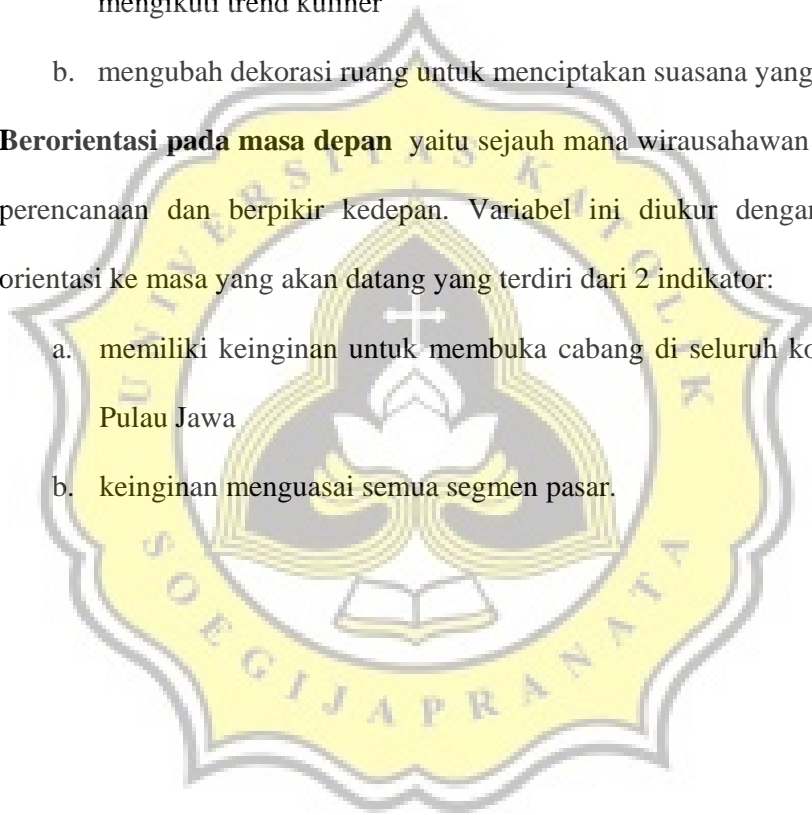 mengikuti trend kuliner
b. mengubah dekorasi ruang untuk menciptakan suasana yang
Berorientasi pada masa depan yaitu sejauh mana wirausahawan
perencanaan dan berpikir kedepan. Variabel ini diukur dengan
orientasi ke masa yang akan datang yang terdiri dari 2 indikator:
a. memiliki keinginan untuk membuka cabang di seluruh
Pulau Jawa
b. keinginan menguasai semua segmen pasar.
UNIVERSITAS KATOLIK
SOEGIJAPRANATA